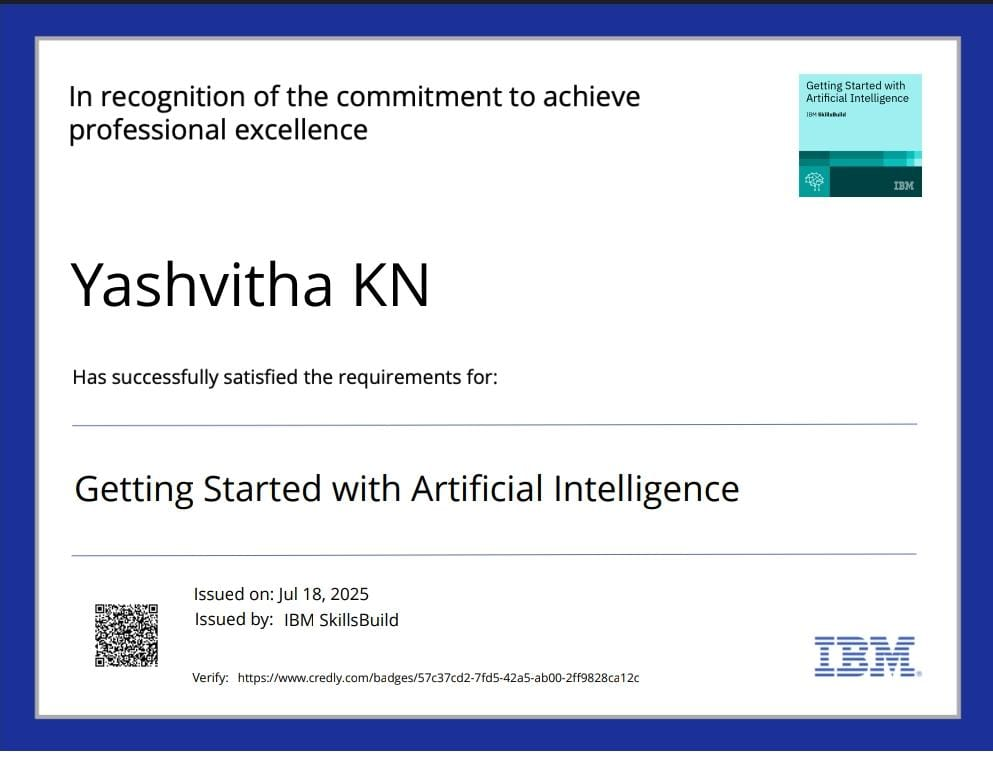 In recognition of the commitment to achieve
professional excellence
Getting Started with
Artificial Intelligence
IBM SkillsBuild
IBM
Yashvitha KN
Has successfully satisfied the requirements for:
Getting Started with Artificial Intelligence
Issued on: Jul 18, 2025
Issued by: IBM SkillsBuild
Verify: https://www.credly.com/badges/57c37cd2-7fd5-42a5-ab00-2ff9828ca12c
IBM®